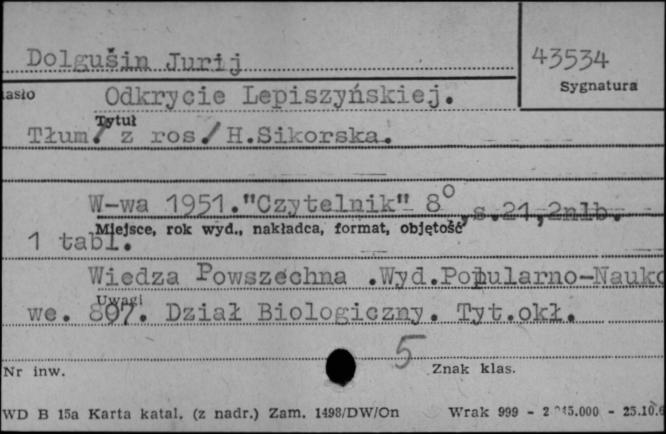 Dolgušin Jurij
43534
Sygnatura
Odkrycie Lepiszyńskiej.
Tytuł
Tłum./ z ros./ H.Sikorska.
W-wa 1951."Czytelnik" 8⁰,s.21,2nlb.
Miejsce, rok wyd., nakładca, format, objętość
1 tabl.
Wiedza Powszechna .Wyd.Popularno-Nauko
Uwagi
we. 807. Dział Biologiczny. Tyt.okł.
5
Nr inw.
Znak klas.
WD B 15a Karta katal. (z nadr.) Zam. 1498/DW/On
Wrak 999 -